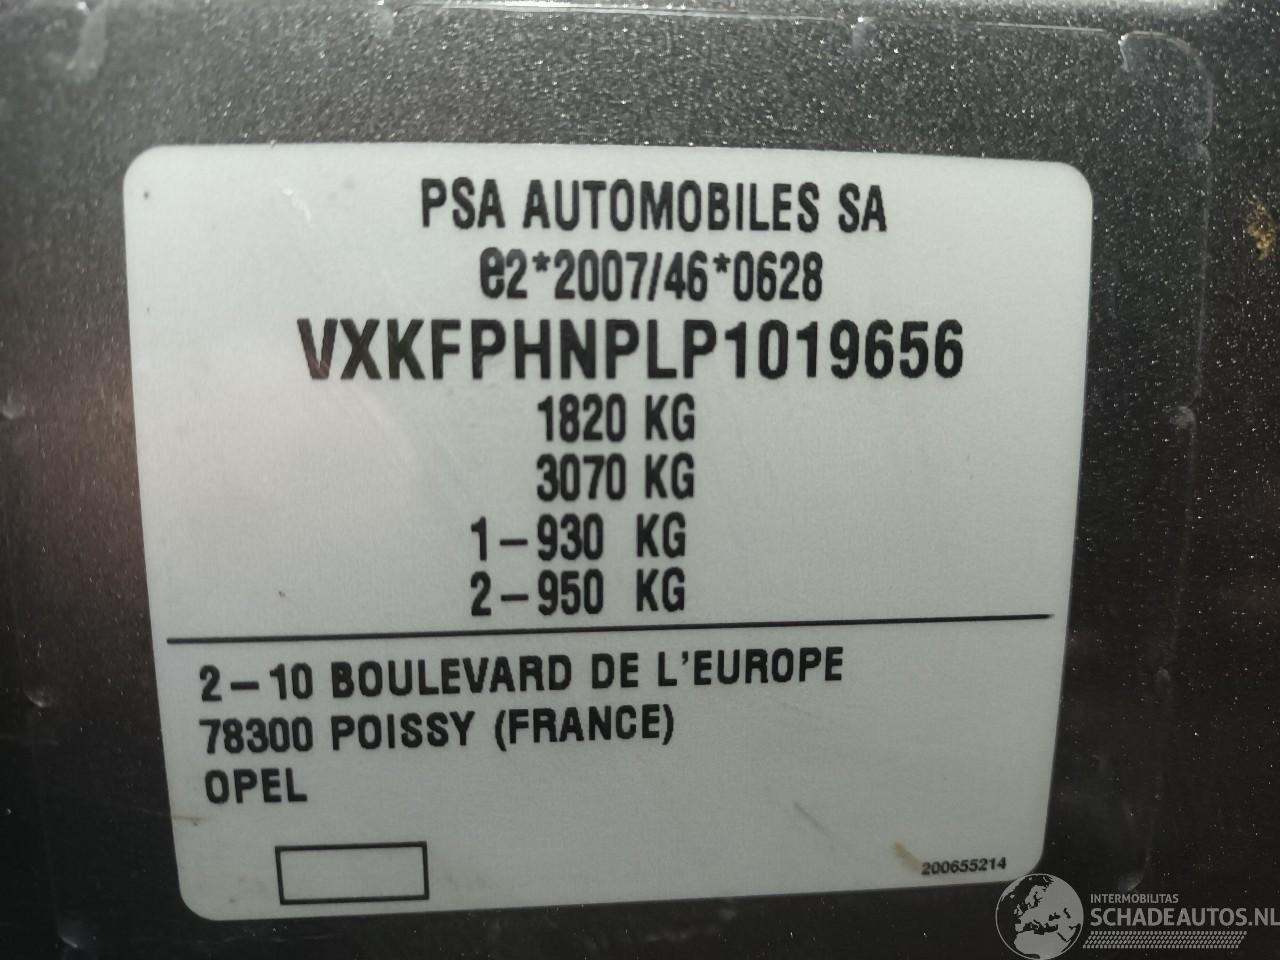 PSA AUTOMOBILES SA
e2*2007/46*0628
VXKFPHNPLP1019656
1820 KG
3070 KG
1-930 KG
2-950 KG
2-10 BOULEVARD DE L'EUROPE
78300 POISSY (FRANCE)
OPEL
200655214
INTERMOBILITAS
SCHADEAUTOS.NL